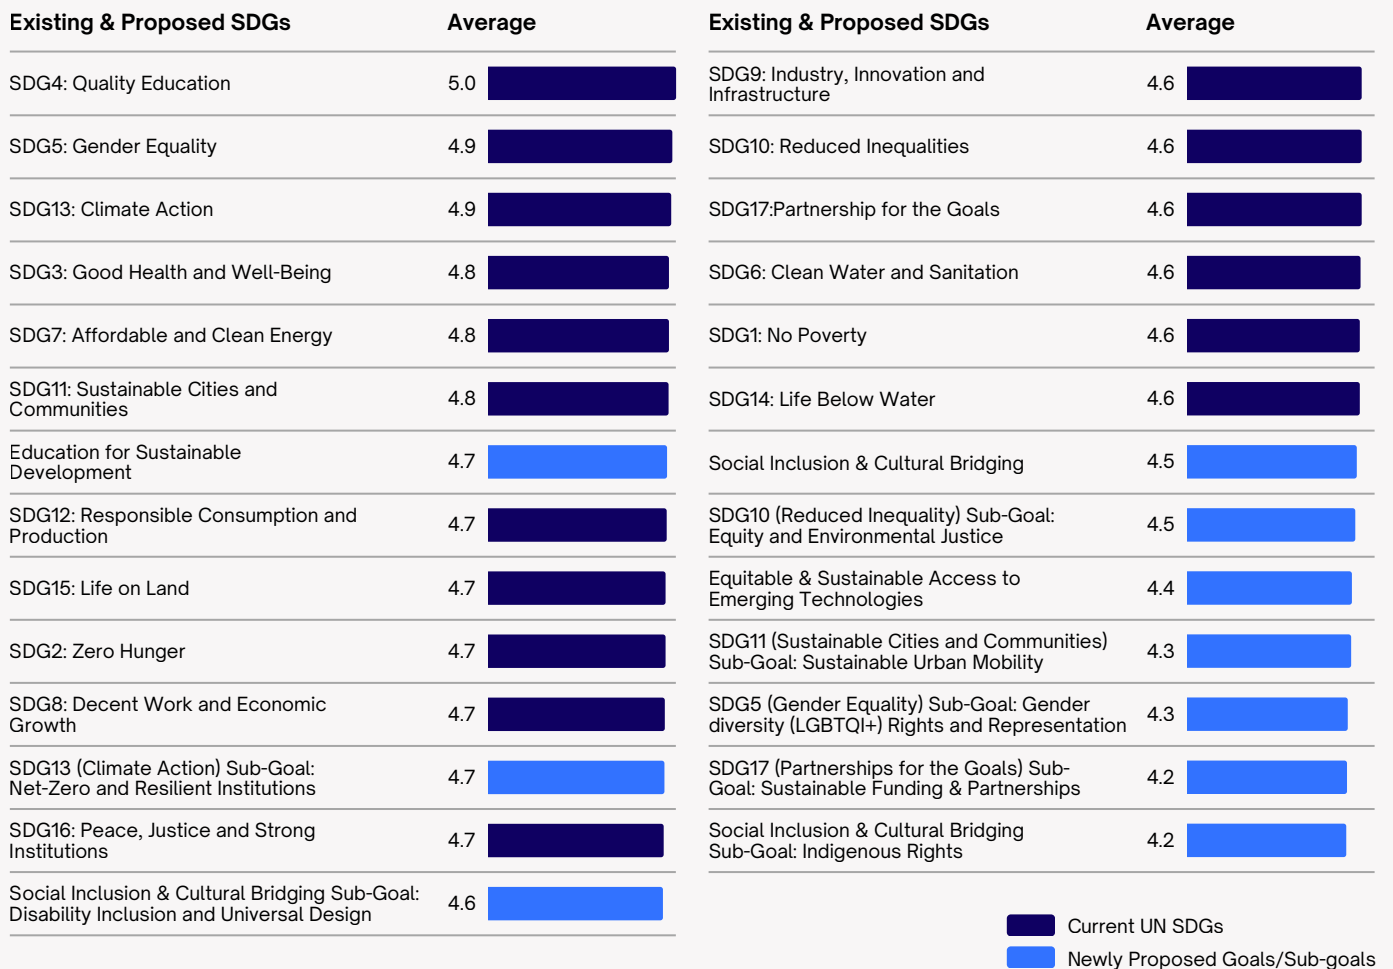 Existing & Proposed SDGs Average
SDG4: Quality Education 5.0
SDG5: Gender Equality 4.9
SDG13: Climate Action 4.9
SDG3: Good Health and Well-Being 4.8
SDG7: Affordable and Clean Energy 4.8
SDG11: Sustainable Cities and
Communities 4.8
Education for Sustainable
Development 4.7
SDG12: Responsible Consumption and
Production 4.7
SDG15: Life on Land 4.7
SDG2: Zero Hunger 4.7
SDG8: Decent Work and Economic
Growth 4.7
SDG13 (Climate Action) Sub-Goal:
Net-Zero and Resilient Institutions 4.7
SDG16: Peace, Justice and Strong
Institutions 4.7
Social Inclusion & Cultural Bridging Sub-Goal:
Disability Inclusion and Universal Design 4.6
Existing & Proposed SDGs Average
SDG9: Industry, Innovation and
Infrastructure 4.6
SDG10: Reduced Inequalities 4.6
SDG17:Partnership for the Goals 4.6
SDG6: Clean Water and Sanitation 4.6
SDG1: No Poverty 4.6
SDG14: Life Below Water 4.6
Social Inclusion & Cultural Bridging 4.5
SDG10 (Reduced Inequality) Sub-Goal:
Equity and Environmental Justice 4.5
Equitable & Sustainable Access to
Emerging Technologies 4.4
SDG11 (Sustainable Cities and Communities)
Sub-Goal: Sustainable Urban Mobility 4.3
SDG5 (Gender Equality) Sub-Goal: Gender
diversity (LGBTQI+) Rights and Representation 4.3
SDG17 (Partnerships for the Goals) Sub-
Goal: Sustainable Funding & Partnerships 4.2
Social Inclusion & Cultural Bridging
Sub-Goal: Indigenous Rights 4.2
Current UN SDGs
Newly Proposed Goals/Sub-goals